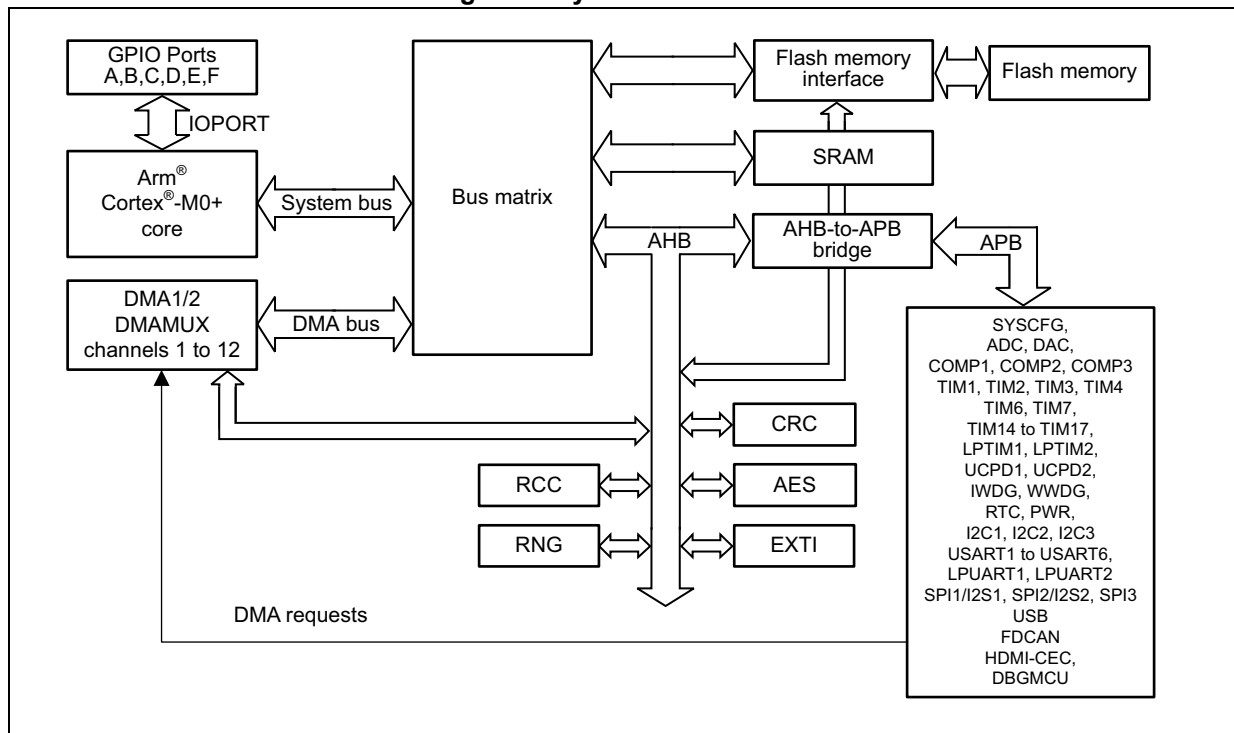 GPIO Ports
A,B,C,D,E,F
IOPORT
Arm®
Cortex®-M0+
core
System bus
DMA1/2
DMAMUX
channels 1 to 12
DMA bus
Bus matrix
Flash memory
interface
Flash memory
SRAM
AHB
AHB-to-APB
bridge
APB
CRC
RCC
AES
RNG
EXTI
DMA requests
SYSCFG,
ADC, DAC,
COMP1, COMP2, COMP3
TIM1, TIM2, TIM3, TIM4
TIM6, TIM7,
TIM14 to TIM17,
LPTIM1, LPTIM2,
UCPD1, UCPD2,
IWDG, WWDG,
RTC, PWR,
I2C1, I2C2, I2C3
USART1 to USART6,
LPUART1, LPUART2
SPI1/I2S1, SPI2/I2S2, SPI3
USB
FDCAN
HDMI-CEC,
DBGMCU